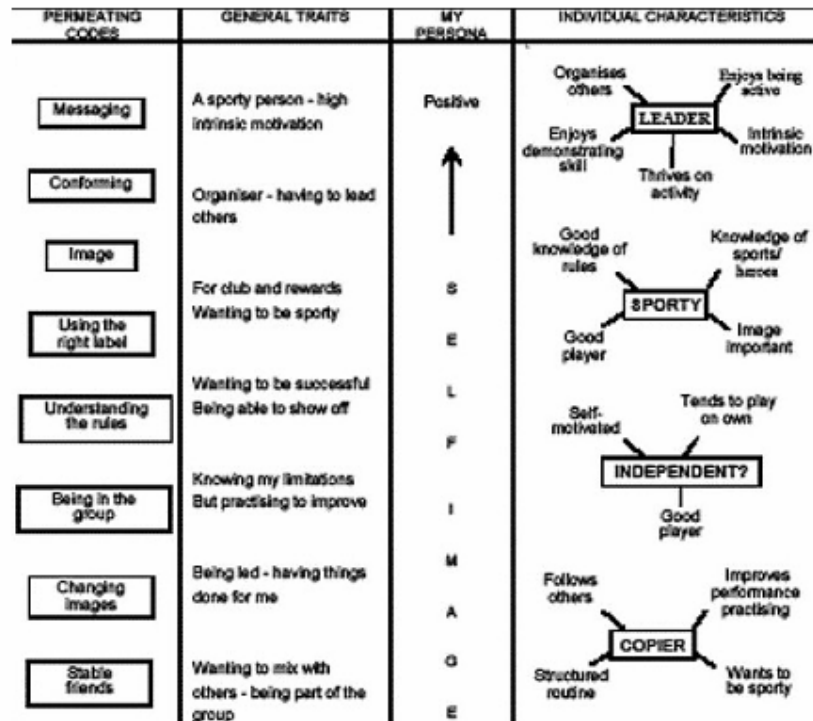 PERMEATING
CODES
GENERAL TRAITS
MY
PERSONA
INDIVIDUAL CHARACTERISTICS
Messaging
Conforming
Image
Using the
right label
Understanding
the rules
Being in the
group
Changing
images
Stable
friends
A sporty person - high
intrinsic motivation
Organiser - having to lead
others
For club and rewards
Wanting to be sporty
Wanting to be successful
Being able to show off
Knowing my limitations
But practising to improve
Being led - having things
done for me
Wanting to mix with
others - being part of the
group
Positive
S
E
L
F
I
M
A
G
E
Organises
others
Enjoys being
active
LEADER
Enjoys
demonstrating
skill
Intrinsic
motivation
Thrives on
activity
Good
knowledge of
rules
Knowledge of
sports/
heroes
SPORTY
Good
player
Image
important
Self-
motivated
Tends to play
on own
INDEPENDENT?
Good
player
Follows
others
Improves
performance
practising
COPIER
Structured
routine
Wants to
be sporty